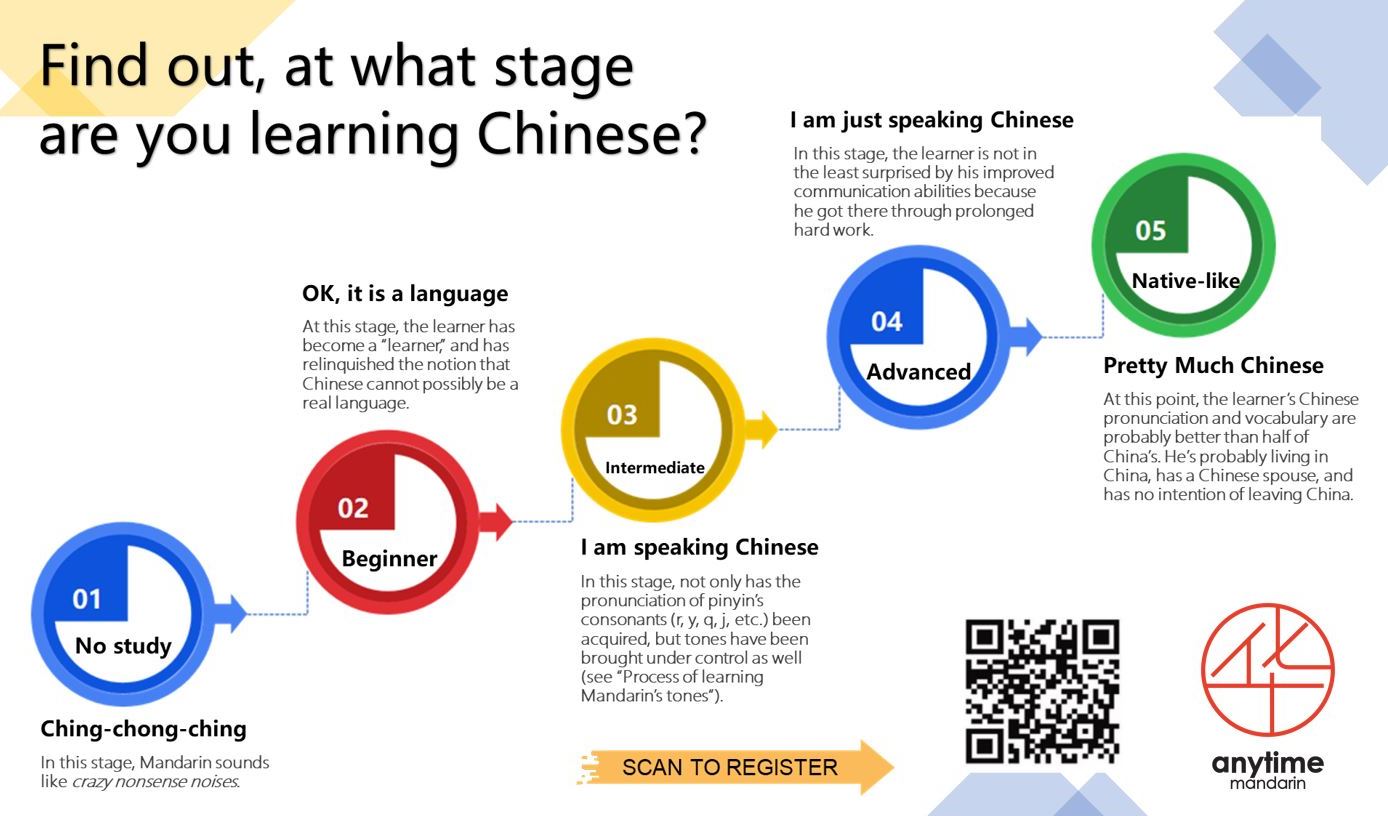 Find out, at what stage
are you learning Chinese?
01
No study
Ching-chong-ching
In this stage, Mandarin sounds
like crazy nonsense noises.
OK, it is a language
At this stage, the learner has
become a “learner,” and has
relinquished the notion that
Chinese cannot possibly be a
real language.
02
Beginner
03
Intermediate
I am speaking Chinese
In this stage, not only has the
pronunciation of pinyin’s
consonants (r, y, q, j, etc.) been
acquired, but tones have been
brought under control as well
(see “Process of learning
Mandarin’s tones“).
I am just speaking Chinese
In this stage, the learner is not in
the least surprised by his improved
communication abilities because
he got there through prolonged
hard work.
04
Advanced
05
Native-like
Pretty Much Chinese
At this point, the learner’s Chinese
pronunciation and vocabulary are
probably better than half of
China’s. He’s probably living in
China, has a Chinese spouse, and
has no intention of leaving China.
SCAN TO REGISTER
华
anytime
mandarin